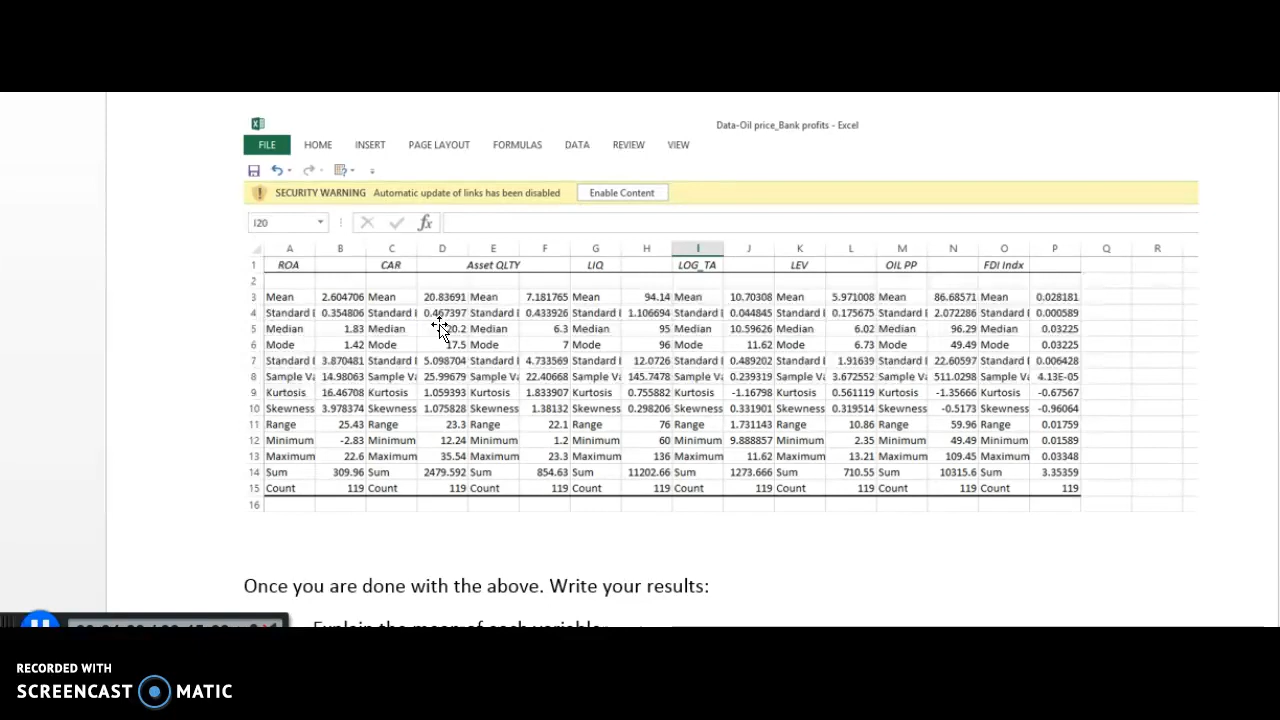 Data-Oil price_Bank profits - Excel
FILE HOME INSERT PAGE LAYOUT FORMULAS DATA REVIEW VIEW
SECURITY WARNING Automatic update of links has been disabled Enable Content
I20 fx
A B C D E F G H I J K L M N O P Q R
1 ROA CAR Asset QLTY LIQ LOG_TA LEV OIL PP FDI Indx
2
3 Mean 2.604706 Mean 20.83691 Mean 7.181765 Mean 94.14 Mean 10.70308 Mean 5.971008 Mean 86.68571 Mean 0.028181
4 Standard 0.354806 Standard 0.467397 Standard 0.433926 Standard 1.106694 Standard 0.044845 Standard 0.175675 Standard 2.072286 Standard 0.000589
5 Median 1.83 Median 20.2 Median 6.3 Median 95 Median 10.59626 Median 6.02 Median 96.29 Median 0.03225
6 Mode 1.42 Mode 17.5 Mode 7 Mode 96 Mode 11.62 Mode 6.73 Mode 49.49 Mode 0.03225
7 Standard 3.870481 Standard 5.098704 Standard 4.733569 Standard 12.0726 Standard 0.489202 Standard 1.91639 Standard 22.60597 Standard 0.006428
8 Sample Va 14.98063 Sample Va 25.99679 Sample Va 22.40668 Sample Va 145.7478 Sample Va 0.239319 Sample Va 3.672552 Sample Va 511.0298 Sample Va 4.13E-05
9 Kurtosis 16.46708 Kurtosis 1.059393 Kurtosis 1.833907 Kurtosis 0.755882 Kurtosis -1.16798 Kurtosis 0.561119 Kurtosis -1.35666 Kurtosis -0.67567
10 Skewness 3.978374 Skewness 1.075828 Skewness 1.38132 Skewness 0.298206 Skewness 0.331901 Skewness 0.319514 Skewness -0.5173 Skewness -0.96064
11 Range 25.43 Range 23.3 Range 22.1 Range 76 Range 1.731143 Range 10.86 Range 59.96 Range 0.01759
12 Minimum -2.83 Minimum 12.24 Minimum 1.2 Minimum 60 Minimum 9.888857 Minimum 2.35 Minimum 49.49 Minimum 0.01589
13 Maximum 22.6 Maximum 35.54 Maximum 23.3 Maximum 136 Maximum 11.62 Maximum 13.21 Maximum 109.45 Maximum 0.03348
14 Sum 309.96 Sum 2479.592 Sum 854.63 Sum 11202.66 Sum 1273.666 Sum 710.55 Sum 10315.6 Sum 3.35359
15 Count 119 Count 119 Count 119 Count 119 Count 119 Count 119 Count 119 Count 119
16
Once you are done with the above. Write your results:
Explain the mean of each variable
RECORDED WITH
SCREENCAST MATIC